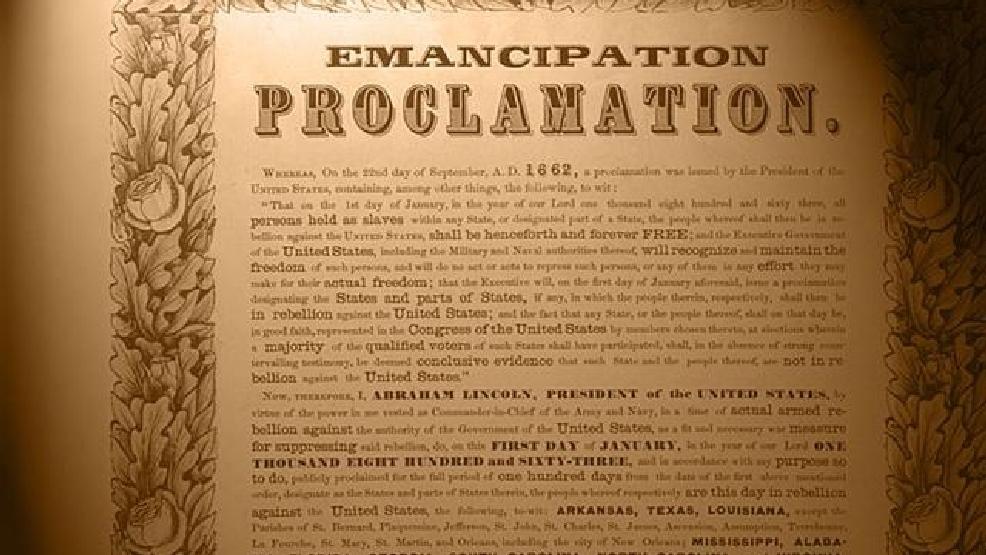 EMANCIPATION
PROCLAMATION.
WHEREAS, On the 22nd day of September, A. D. 1662, a proclamation was issued by the President of the
UNITED STATES, containing, among other things, the following, to wit:
"That on the 1st day of January, in the year of our Lord one thousand eight hundred and sixty three, all
persons held as slaves within any State, or designated part of a State, the people whereof shall then be in re-
bellion against the UNITED STATES, shall be henceforth and forever FREE; and the Executive Government
of the United States, including the Military and Naval authorities thereof, will recognize and maintain the
freedom of such persons, and will do no act or acts to repress such persons, or any of them in any effort they may
make for their actual freedom; that the Executive will, on the first day of January aforesaid, issue a proclamation
designating the States and parts of States, if any, in which the people therein, respectively, shall then be
in rebellion against the United States; and the fact that any State, or the people thereof, shall on that day be,
in good faith, represented in the Congress of the United States by members chosen thereto, at elections wherein
a majority of the qualified voters of such States shall have participated, shall, in the absence of strong coun-
tervailing testimony, be deemed conclusive evidence that such State and the people thereof, are not in re-
bellion against the United States."
NOW, THEREFORE, I, ABRAHAM LINCOLN, PRESIDENT of the UNITED STATES, by
virtue of the power in me vested as Commander-in-Chief of the Army and Navy, in a time of actual armed re-
bellion against the authority of the Government of the United States, as a fit and necessary war measure
for suppressing said rebellion, do, on this FIRST DAY of JANUARY, in the year of our Lord ONE
THOUSAND EIGHT HUNDRED and SIXTY-THREE, and in accordance with my purpose so
to do, publicly proclaimed for the full period of one hundred days from the date of the first above mentioned
order, designate as the States and parts of States therein, the people whereof respectively are this day in rebellion
against the United States, the following, to-wit: ARKANSAS, TEXAS, LOUISIANA, except the
Parishes of St. Bernard, Plaquemine, Jefferson, St. John, St. Charles, St. James, Ascension, Assumption, Terrebonne,
La Fourche, St. Mary, St. Martin, and Orleans, including the city of New Orleans; MISSISSIPPI, ALABA-